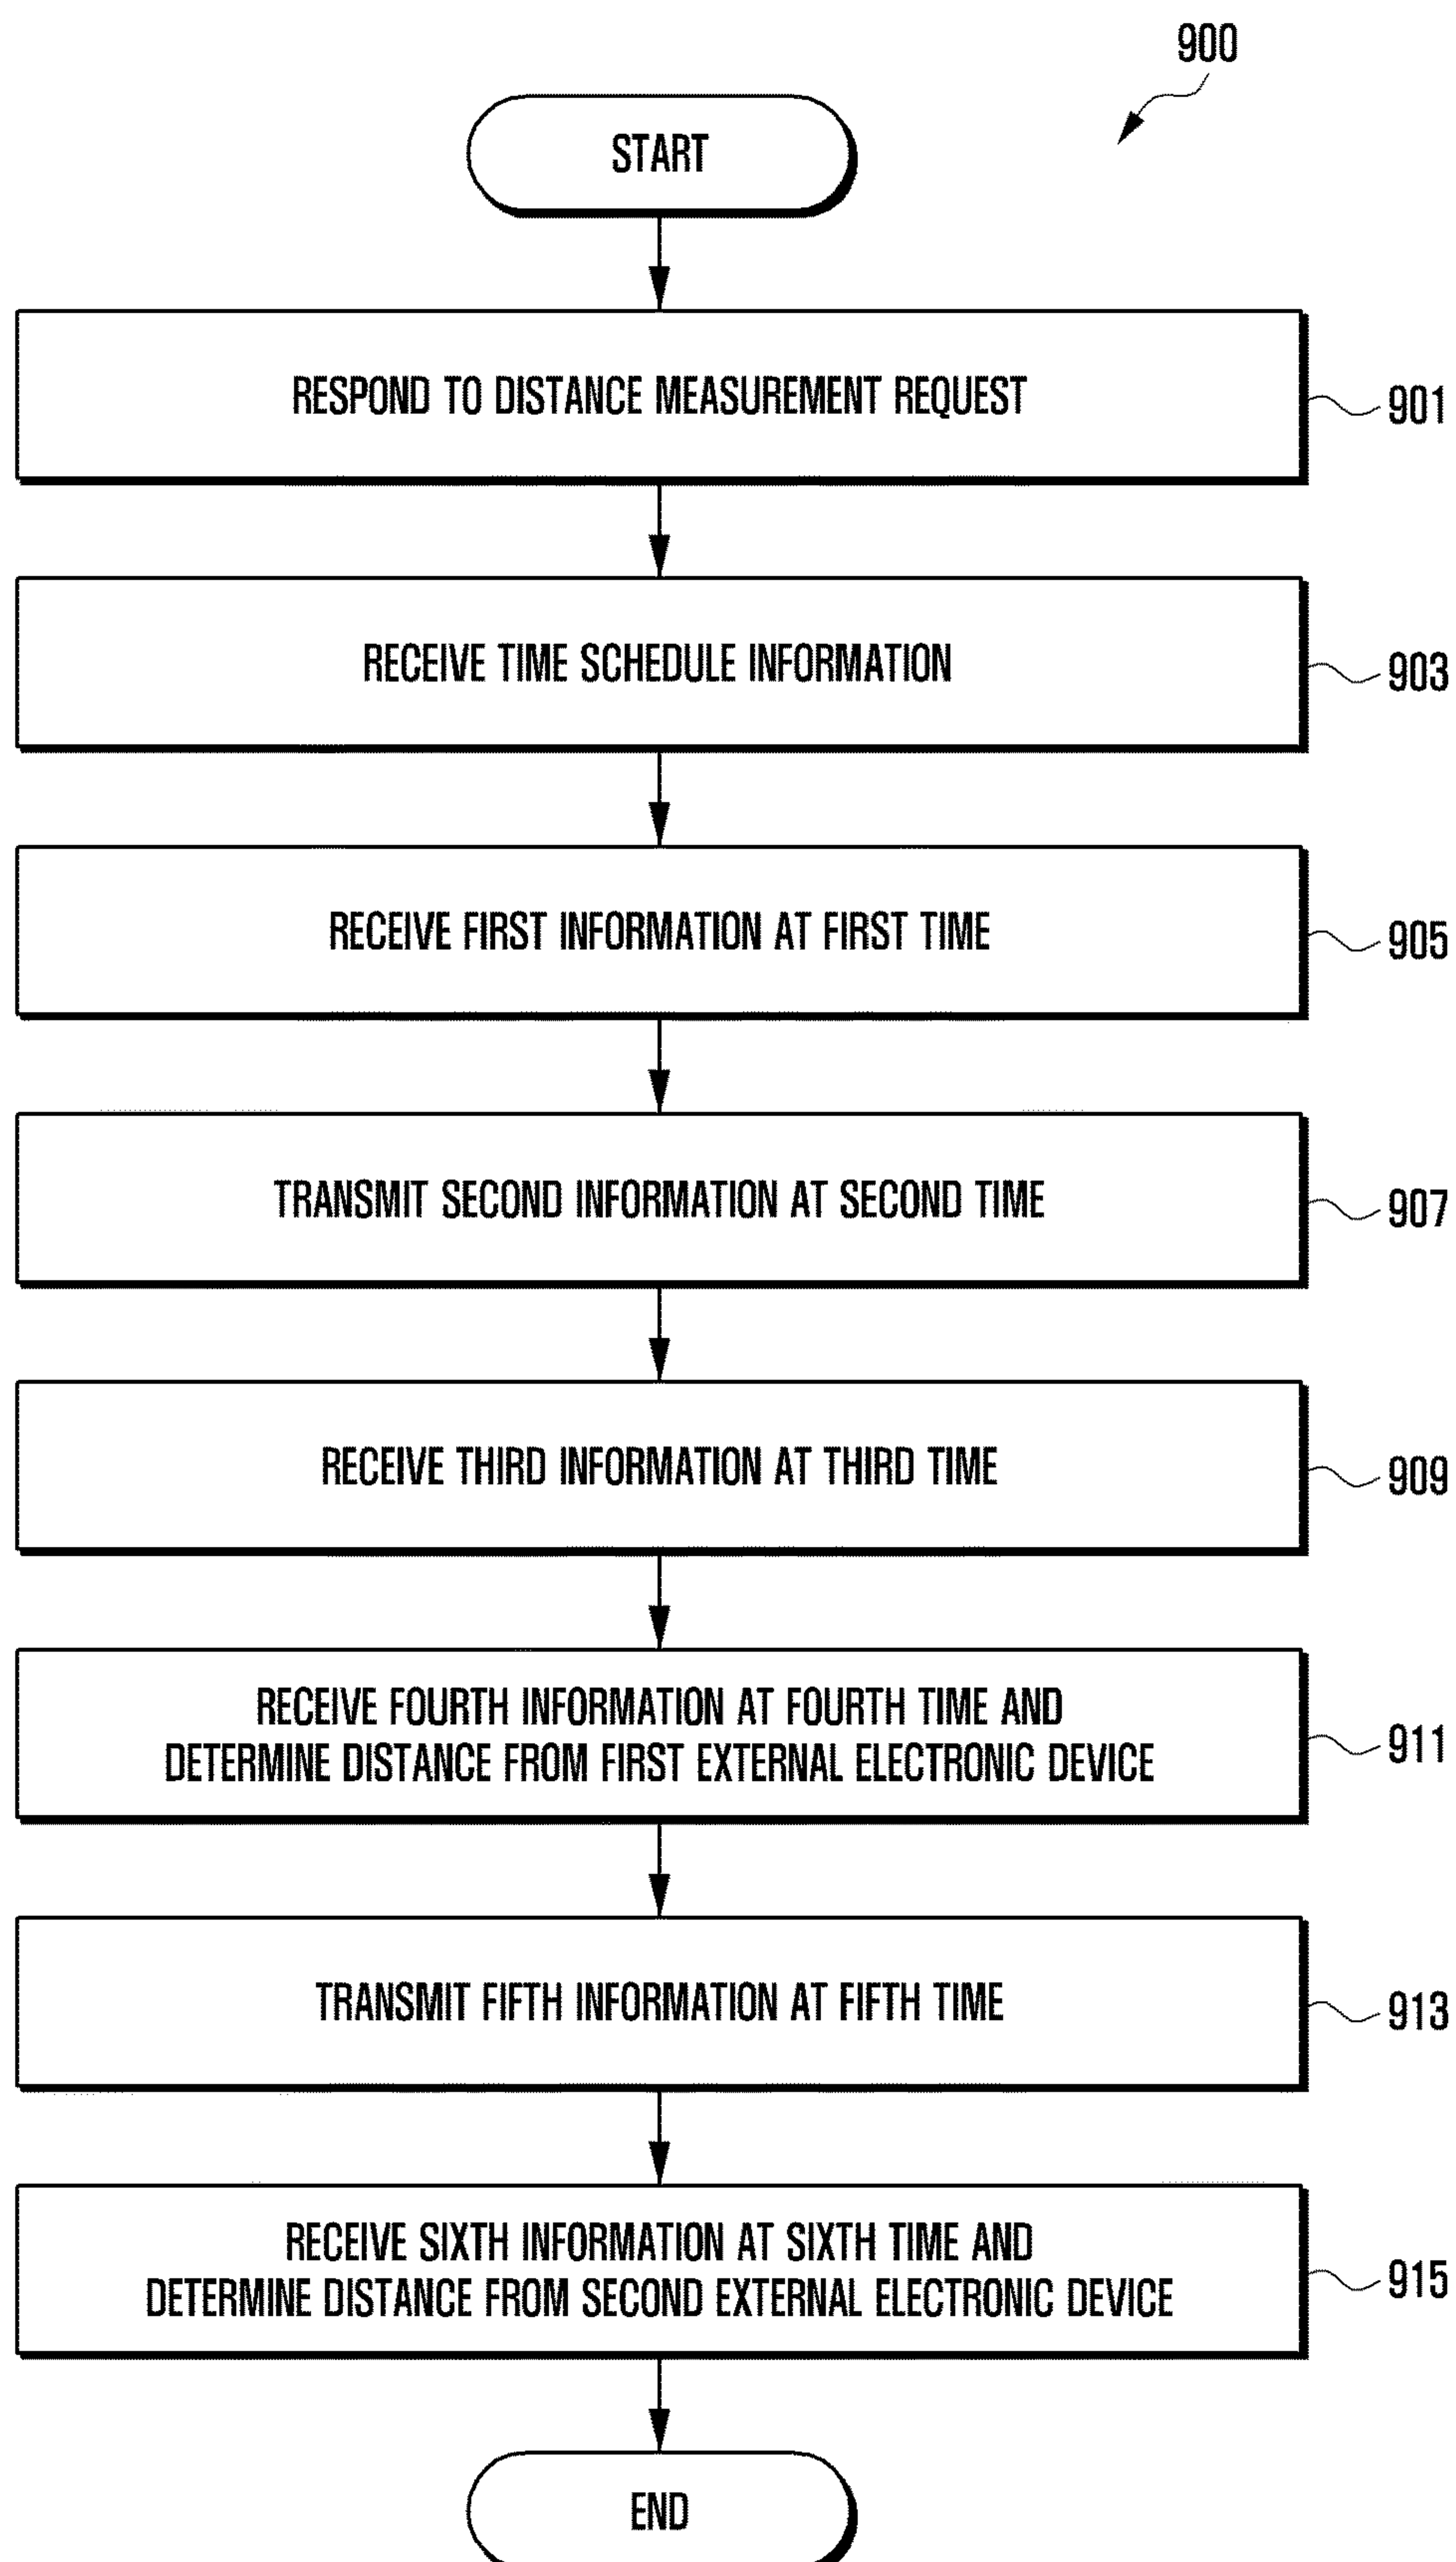 900
START
RESPOND TO DISTANCE MEASUREMENT REQUEST
901
RECEIVE TIME SCHEDULE INFORMATION
903
RECEIVE FIRST INFORMATION AT FIRST TIME
905
TRANSMIT SECOND INFORMATION AT SECOND TIME
907
RECEIVE THIRD INFORMATION AT THIRD TIME
909
RECEIVE FOURTH INFORMATION AT FOURTH TIME AND
DETERMINE DISTANCE FROM FIRST EXTERNAL ELECTRONIC DEVICE
911
TRANSMIT FIFTH INFORMATION AT FIFTH TIME
913
RECEIVE SIXTH INFORMATION AT SIXTH TIME AND
DETERMINE DISTANCE FROM SECOND EXTERNAL ELECTRONIC DEVICE
915
END